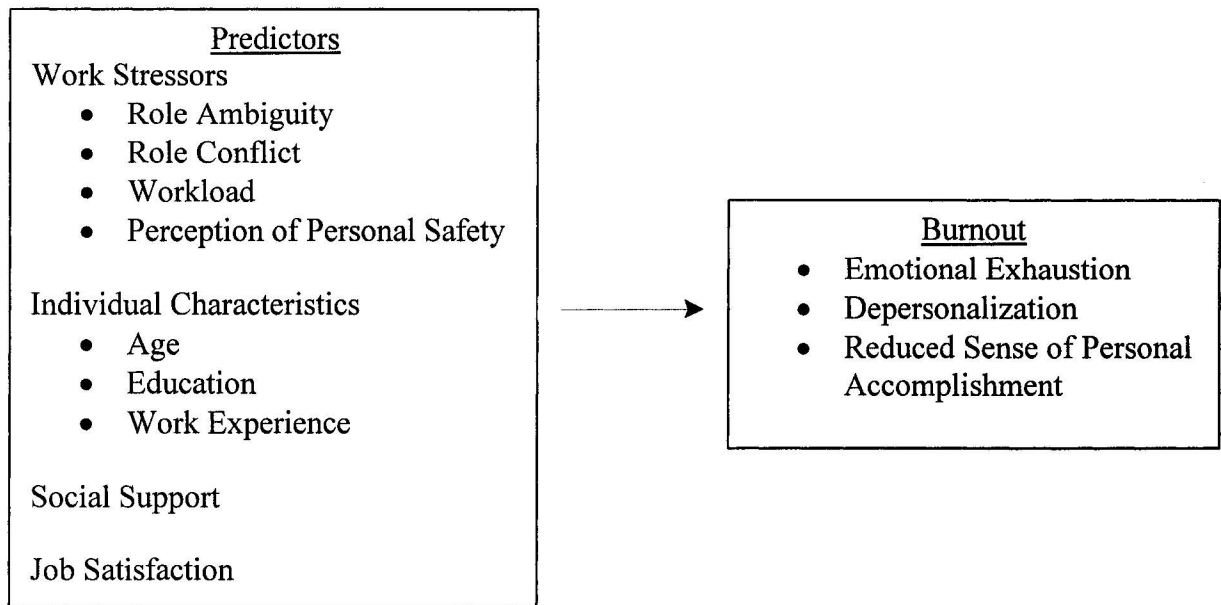 Predictors
Work Stressors
• Role Ambiguity
• Role Conflict
• Workload
• Perception of Personal Safety
Individual Characteristics
• Age
• Education
• Work Experience
Social Support
Job Satisfaction
Burnout
• Emotional Exhaustion
• Depersonalization
• Reduced Sense of Personal
Accomplishment